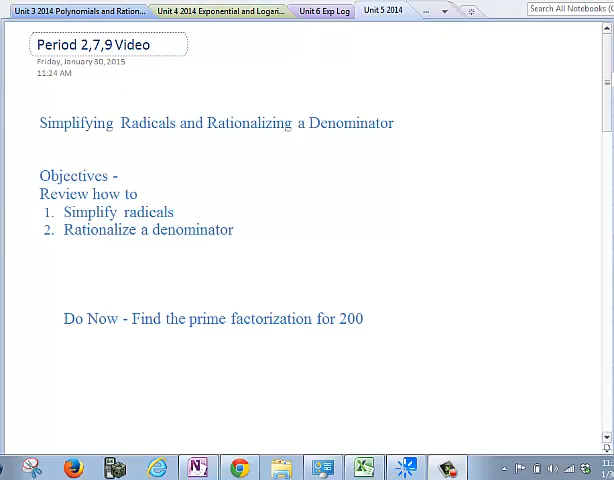 Unit 3 2014 Polynomials and Ration... Unit 4 2014 Exponential and Logari... Unit 6 Exp Log Unit 5 2014 ... Search All Notebooks (
Period 2,7,9 Video
Friday, January 30, 2015
11:24 AM
Simplifying Radicals and Rationalizing a Denominator
Objectives -
Review how to
1. Simplify radicals
2. Rationalize a denominator
Do Now - Find the prime factorization for 200